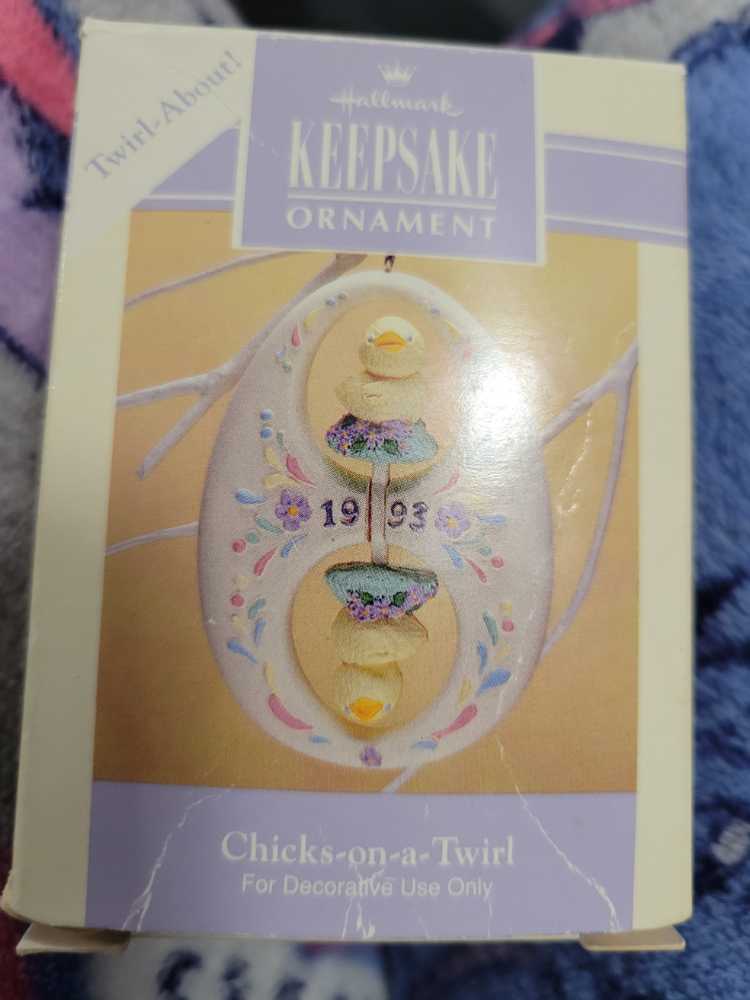 Twirl-About!
Hallmark
KEEPSAKE
ORNAMENT
19 93
Chicks-on-a-Twirl
For Decorative Use Only